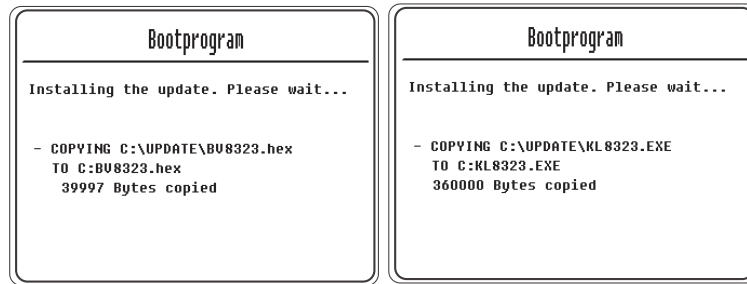 Bootprogram
Installing the update. Please wait...
- COPYING C:\UPDATE\BV8323.hex
TO C:BV8323.hex
39997 Bytes copied
Bootprogram
Installing the update. Please wait...
- COPYING C:\UPDATE\KL8323.EXE
TO C:KL8323.EXE
360000 Bytes copied